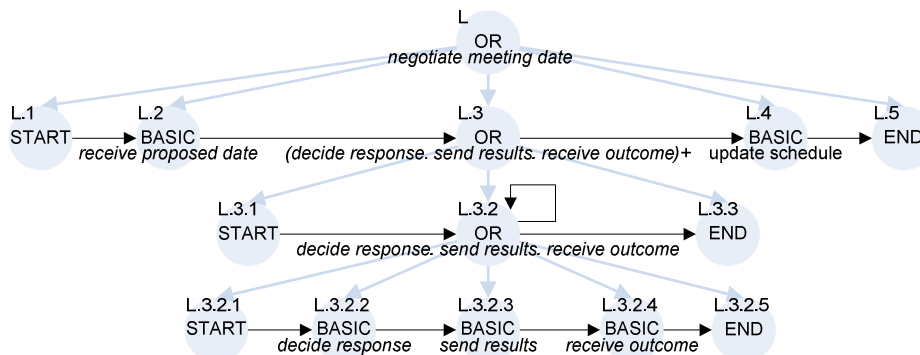 L
OR
negotiate meeting date
L.1 L.2 L.3 L.4 L.5
START BASIC OR BASIC END
receive proposed date (decide response. send results. receive outcome)+ update schedule
L.3.1 L.3.2 L.3.3
START OR END
decide response. send results. receive outcome
L.3.2.1 L.3.2.2 L.3.2.3 L.3.2.4 L.3.2.5
START BASIC BASIC BASIC END
decide response send results receive outcome